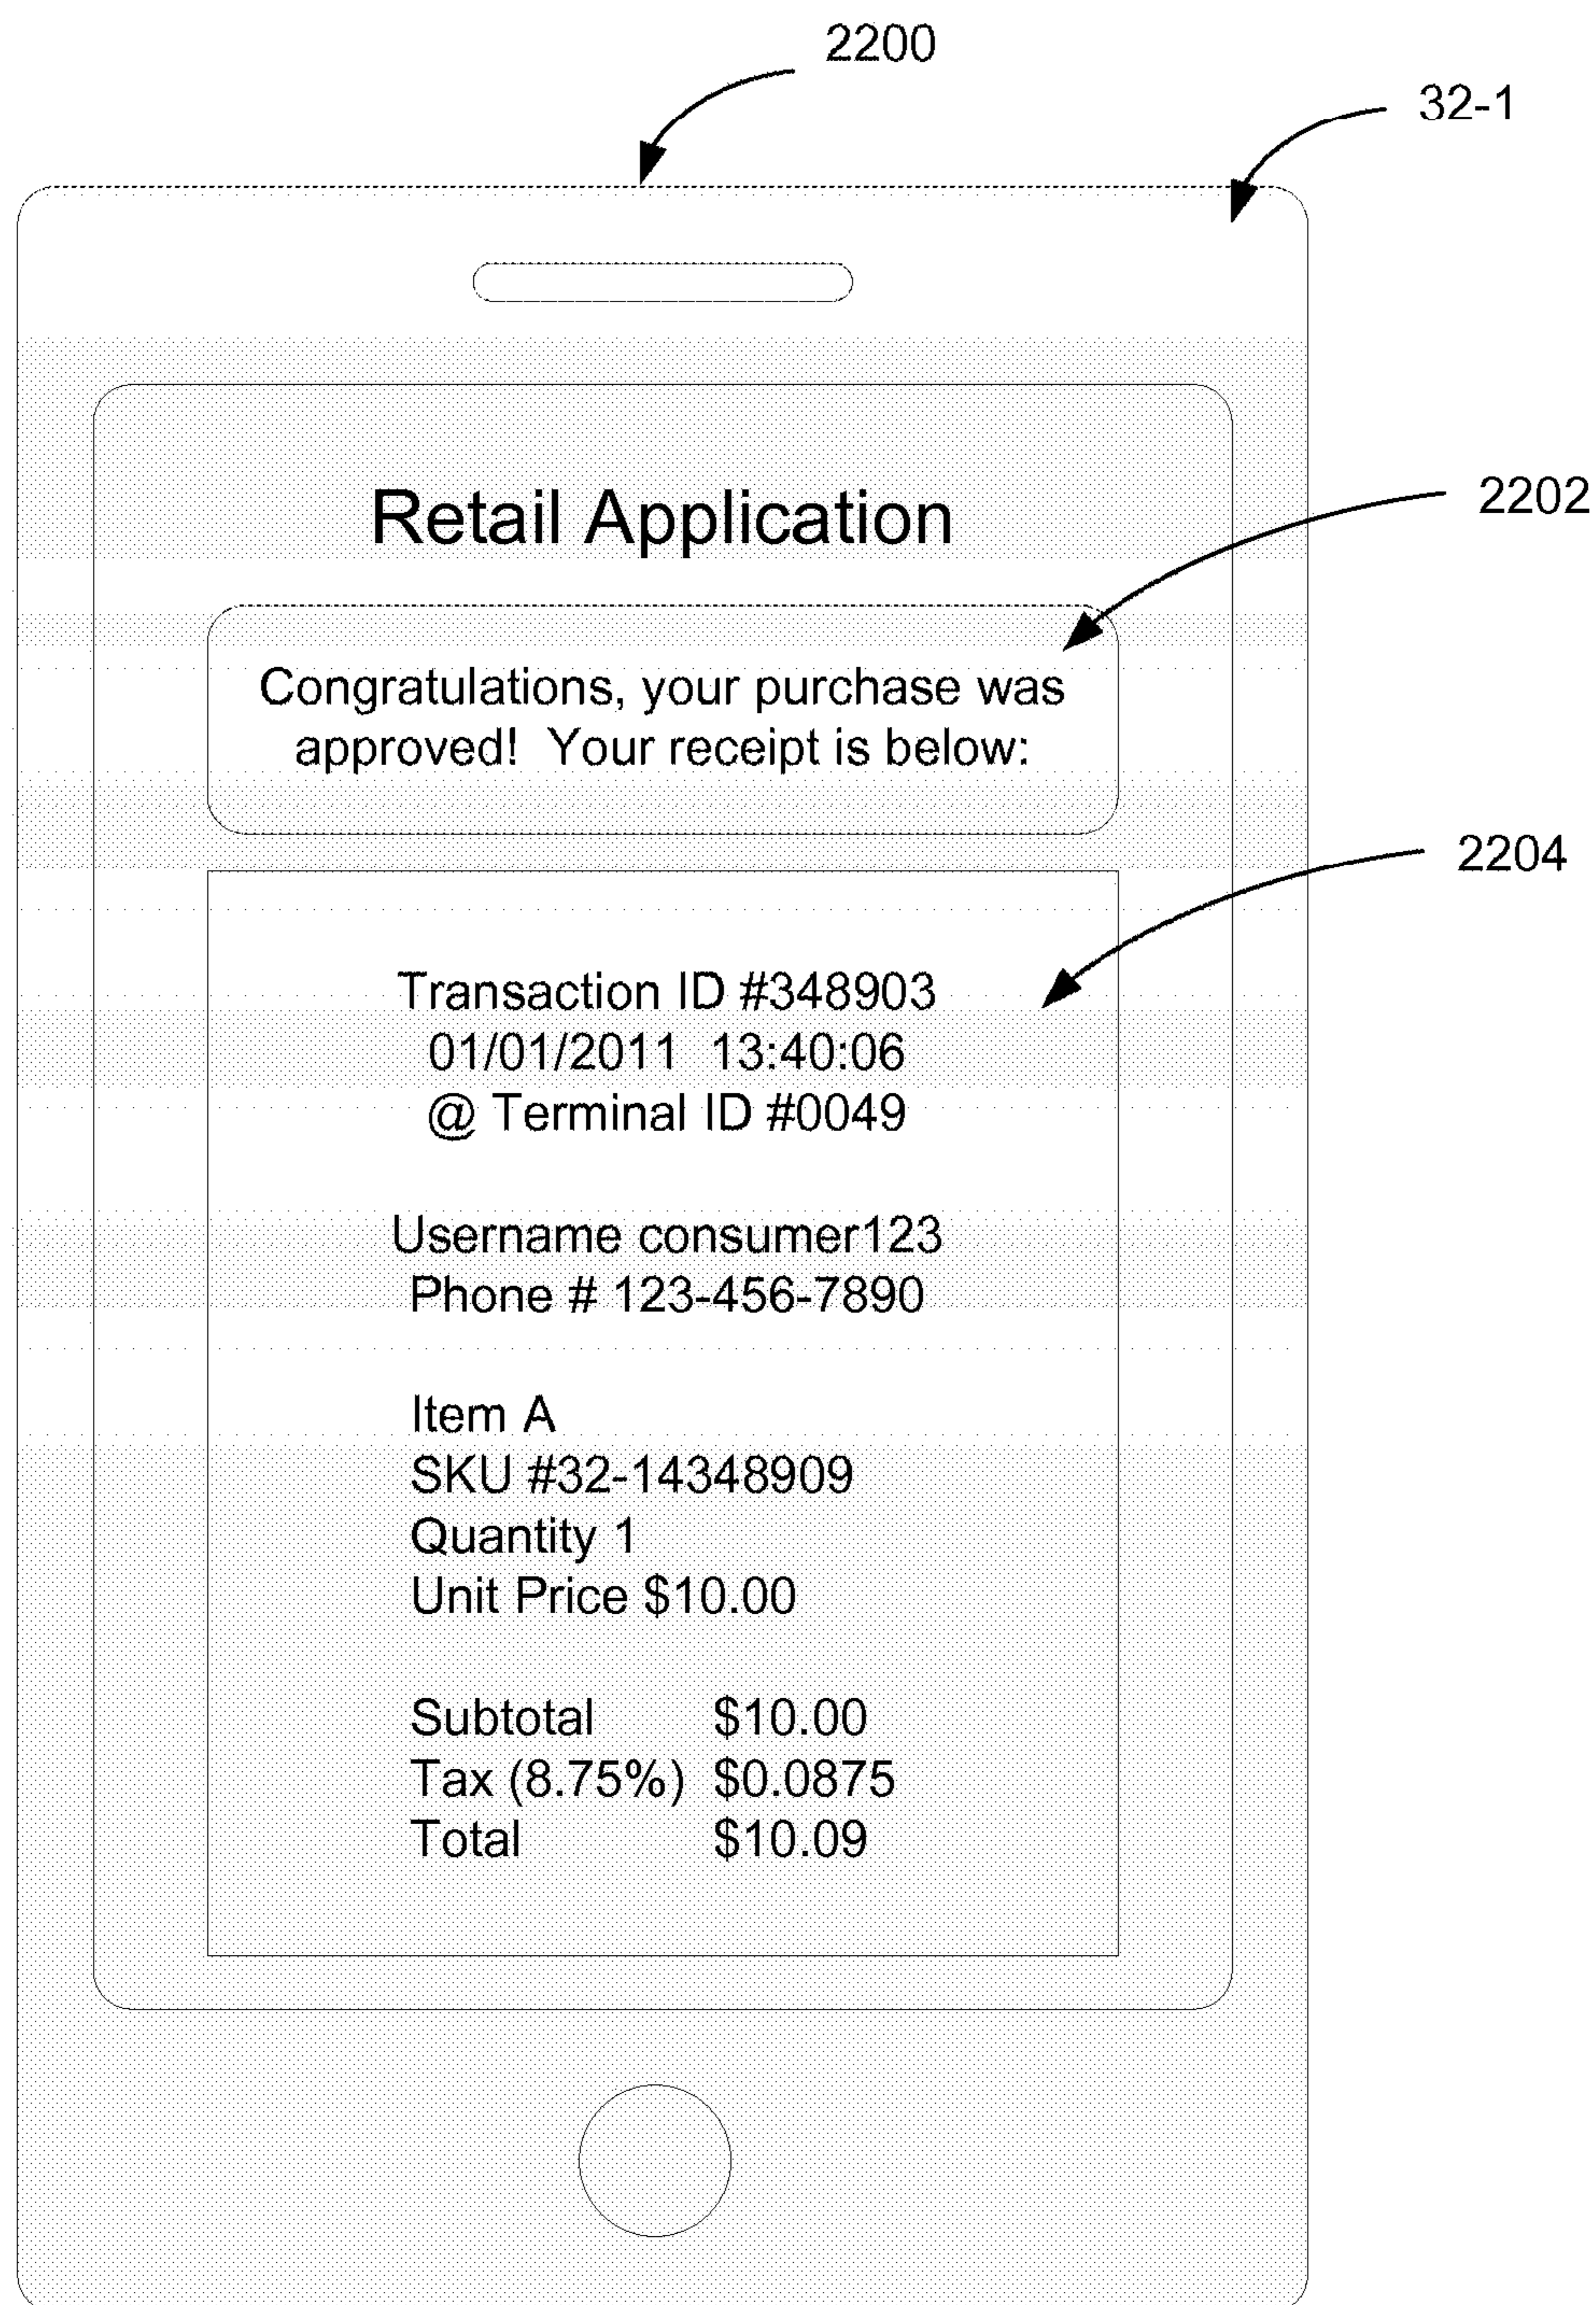 2200
32-1
Retail Application
2202
Congratulations, your purchase was
approved!  Your receipt is below:
2204
Transaction ID #348903
01/01/2011  13:40:06
@ Terminal ID #0049
Username consumer123
Phone # 123-456-7890
Item A
SKU #32-14348909
Quantity 1
Unit Price $10.00
Subtotal $10.00
Tax (8.75%) $0.0875
Total $10.09